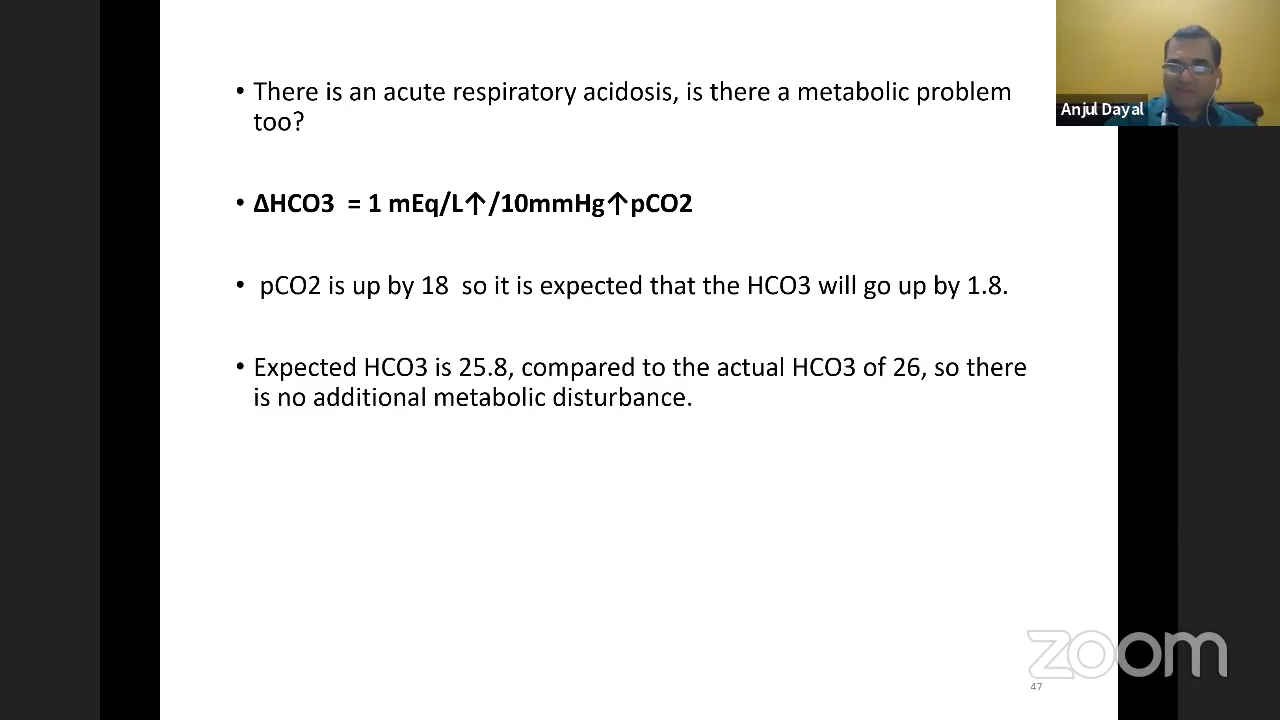 • There is an acute respiratory acidosis, is there a metabolic problem
too?
• ΔHCO3 = 1 mEq/L↑/10mmHg↑pCO2
• pCO2 is up by 18 so it is expected that the HCO3 will go up by 1.8.
• Expected HCO3 is 25.8, compared to the actual HCO3 of 26, so there
is no additional metabolic disturbance.
Anjul Dayal
zoom
47